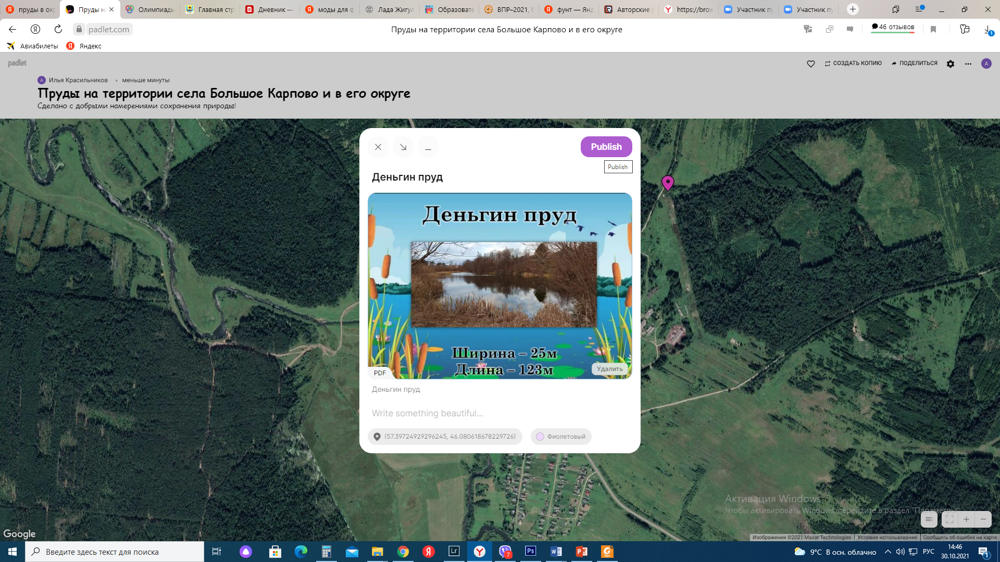 пруды в окр
Пруды на
Олимпиады
Главная стр
Дневник —
моды для ф
Лада Жигул
Образовате
ВПР–2021, б
фунт — Янд
Авторские р
https://brow
Участник пу
Участник пу
padlet.com
Пруды на территории села Большое Карпово и в его округе
46 отзывов
1
Авиабилеты
Яндекс
padlet
СОЗДАТЬ КОПИЮ
ПОДЕЛИТЬСЯ
A
A Илья Красильников • меньше минуты
Пруды на территории села Большое Карпово и в его округе
Сделано с добрыми намерениями сохранения природы!
Publish
Publish
Деньгин пруд
Деньгин пруд
Ширина – 25м
Длина – 123м
PDF
Удалить
Деньгин пруд
Write something beautiful...
(57.39724929296245, 46.080618678229726)
Фиолетовый
Активация Windows
Чтобы активировать Windows, перейдите в раздел "Параметры".
Google
Изображения ©2021 Maxar Technologies
Условия использования
Сообщить об ошибке на карте
Введите здесь текст для поиска
Lr
7
Ps
9°C В осн. облачно
РУС
14:46
30.10.2021
1